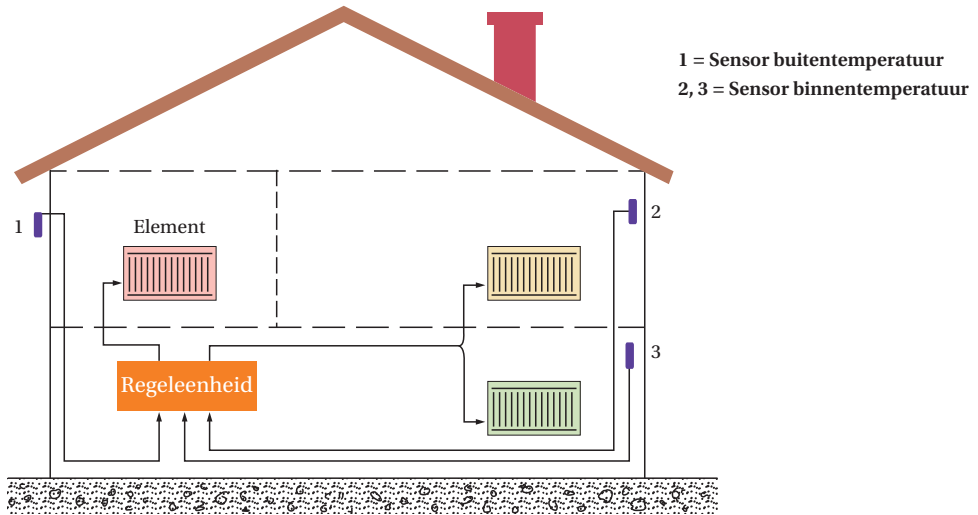 1 = Sensor buitentemperatuur
2, 3 = Sensor binnentemperatuur
1
Element
2
3
Regeleenheid